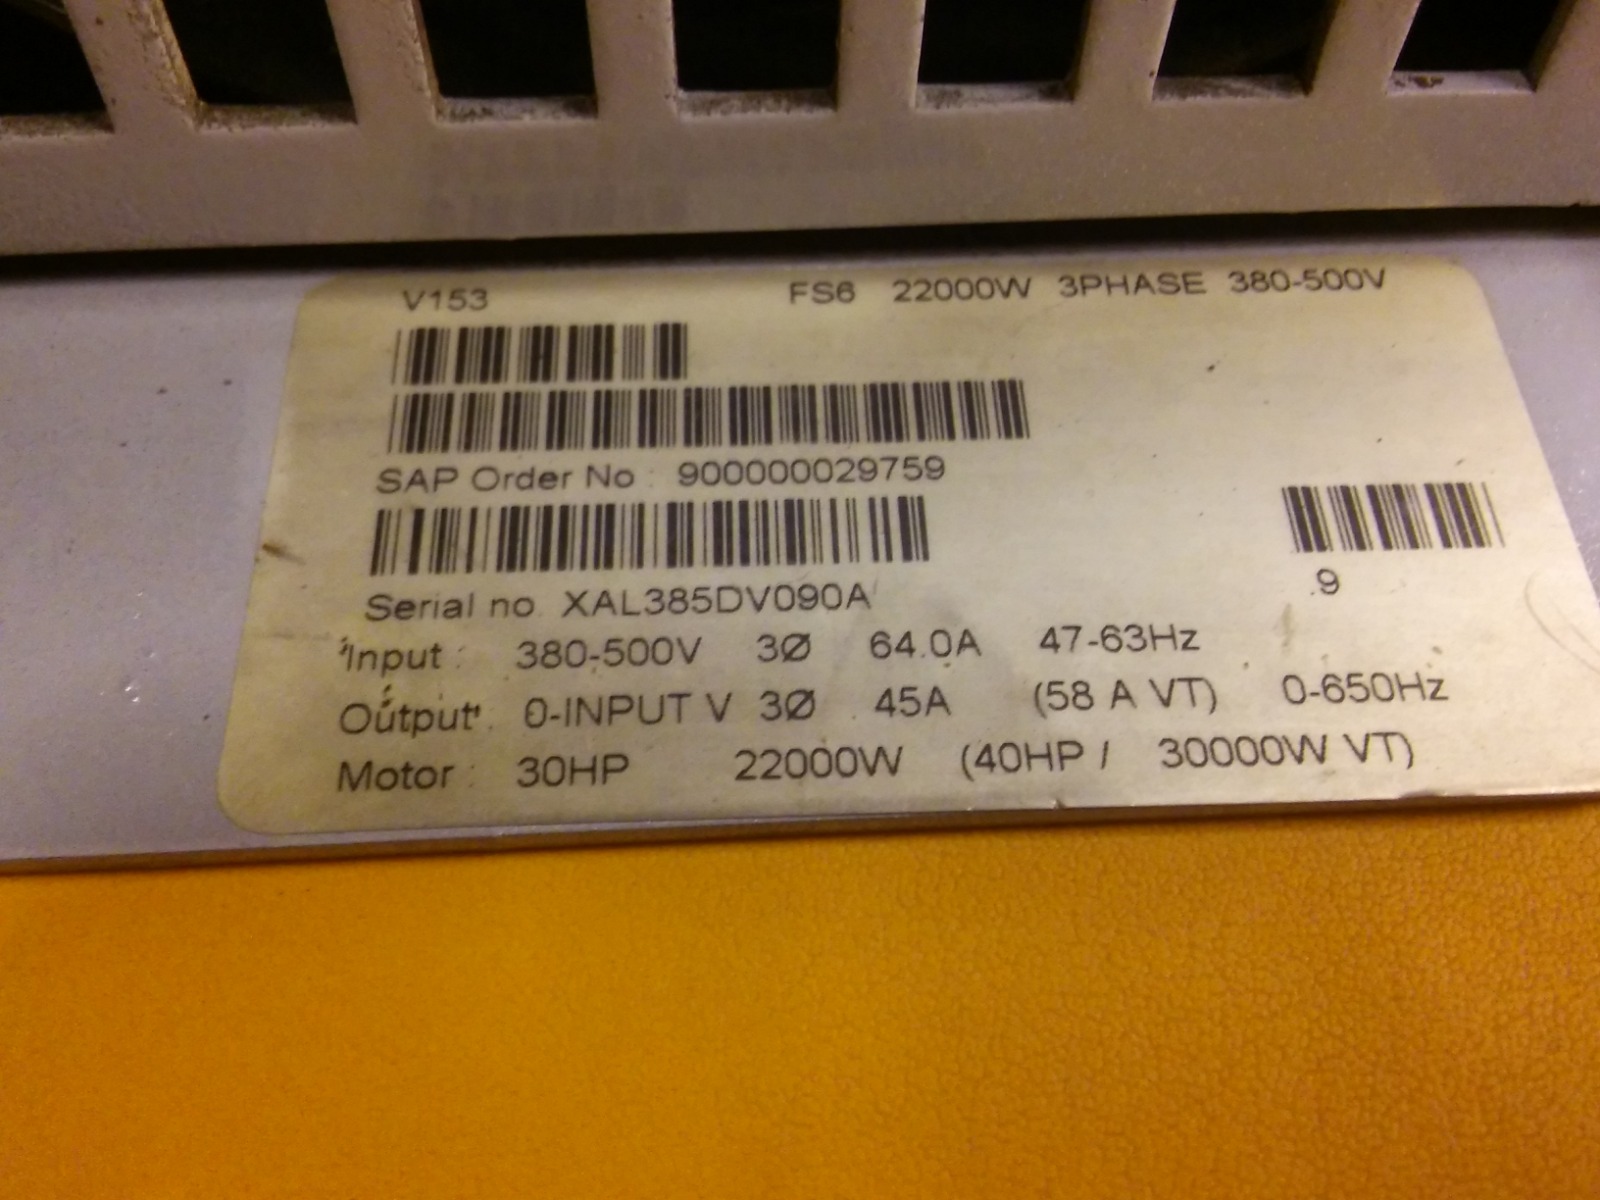 V153 FS6 22000W 3PHASE 380-500V
SAP Order No : 900000029759
Serial no. XAL385DV090A
.9
Input : 380-500V 3Ø 64.0A 47-63Hz
Output : 0-INPUT V 3Ø 45A (58 A VT) 0-650Hz
Motor : 30HP 22000W (40HP / 30000W VT)